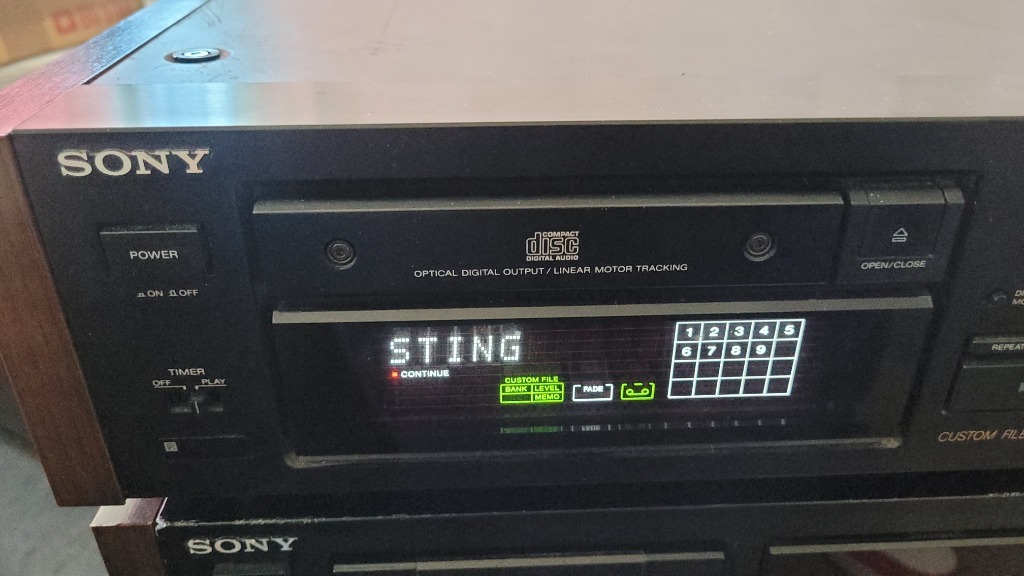 SONY
COMPACT
disc
DIGITAL AUDIO
OPTICAL DIGITAL OUTPUT / LINEAR MOTOR TRACKING
OPEN/CLOSE
POWER
ON OFF
STING
CONTINUE
CUSTOM FILE
BANK LEVEL
MEMO
FADE
1 2 3 4 5
6 7 8 9
TIMER
OFF PLAY
REPEAT
CUSTOM FILE
SONY